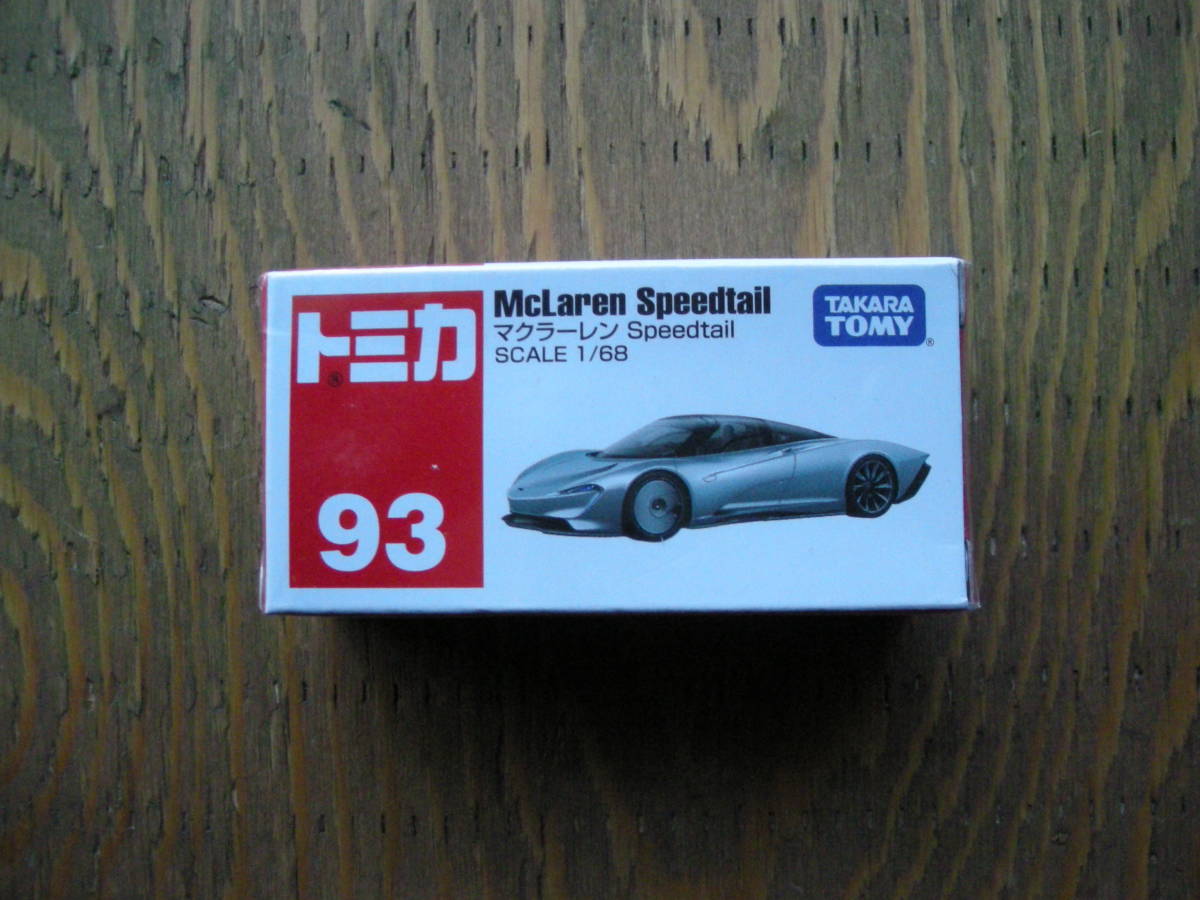 トミカ
®
93
McLaren Speedtail
マクラーレン Speedtail
SCALE 1/68
TAKARA
TOMY
®